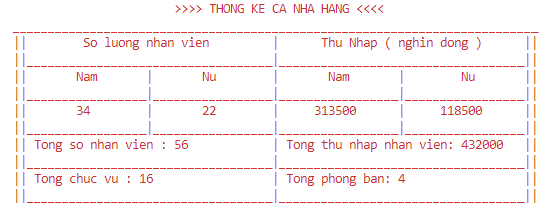 >>>> THONG KE CA NHA HANG <<<<
So luong nhan vien Thu Nhap ( nghin dong )
Nam Nu Nam Nu
34 22 313500 118500
Tong so nhan vien : 56 Tong thu nhap nhan vien: 432000
Tong chuc vu : 16 Tong phong ban: 4